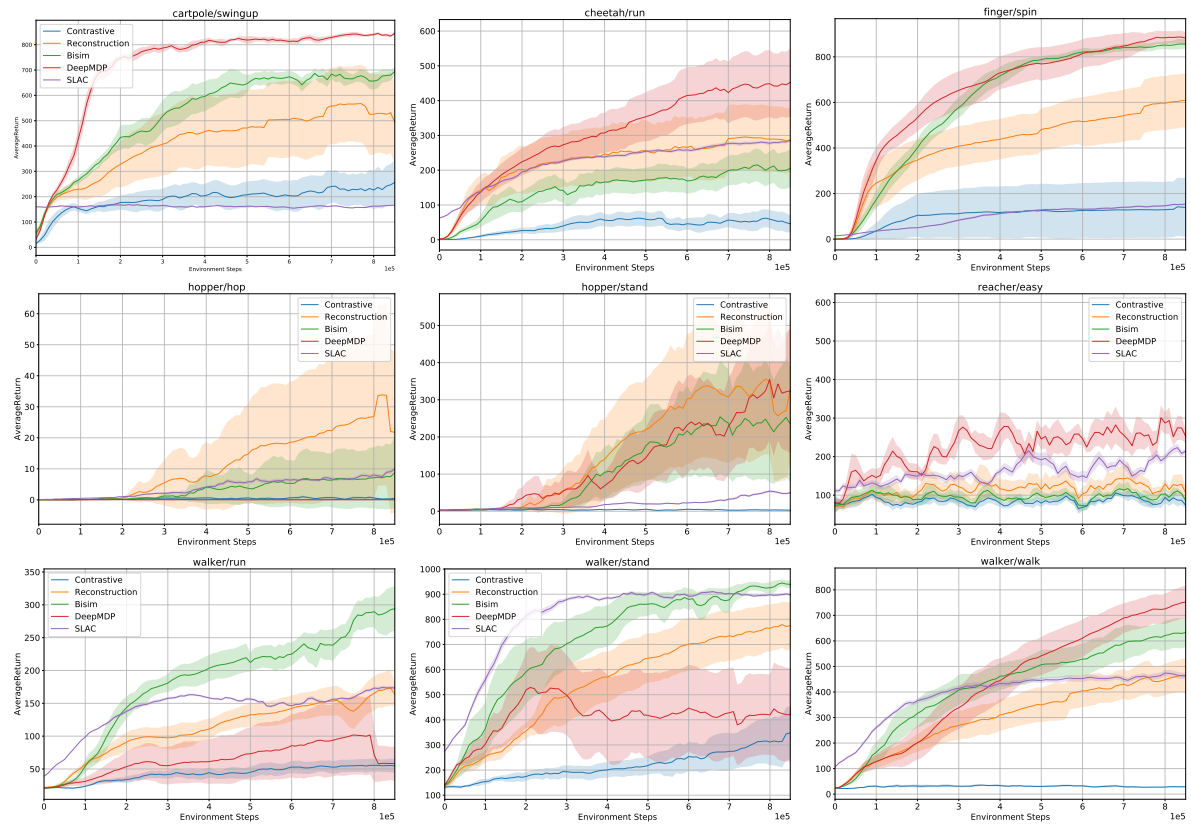 cartpole/swingup
AverageReturn
800
700
600
500
400
300
200
100
0
Contrastive
Reconstruction
Bisim
DeepMDP
SLAC
0 1 2 3 4 5 6 7 8
Environment Steps
1e5
cheetah/run
AverageReturn
600
500
400
300
200
100
0
0 1 2 3 4 5 6 7 8
Environment Steps
1e5
finger/spin
AverageReturn
800
600
400
200
0
0 1 2 3 4 5 6 7 8
Environment Steps
1e5
hopper/hop
AverageReturn
60
50
40
30
20
10
0
Contrastive
Reconstruction
Bisim
DeepMDP
SLAC
0 1 2 3 4 5 6 7 8
Environment Steps
1e5
hopper/stand
AverageReturn
500
400
300
200
100
0
Contrastive
Reconstruction
Bisim
DeepMDP
SLAC
0 1 2 3 4 5 6 7 8
Environment Steps
1e5
reacher/easy
AverageReturn
600
500
400
300
200
100
Contrastive
Reconstruction
Bisim
DeepMDP
SLAC
0 1 2 3 4 5 6 7 8
Environment Steps
1e5
walker/run
AverageReturn
350
300
250
200
150
100
50
Contrastive
Reconstruction
Bisim
DeepMDP
SLAC
0 1 2 3 4 5 6 7 8
Environment Steps
1e5
walker/stand
AverageReturn
1000
900
800
700
600
500
400
300
200
100
Contrastive
Reconstruction
Bisim
DeepMDP
SLAC
0 1 2 3 4 5 6 7 8
Environment Steps
1e5
walker/walk
AverageReturn
800
700
600
500
400
300
200
100
0
0 1 2 3 4 5 6 7 8
Environment Steps
1e5